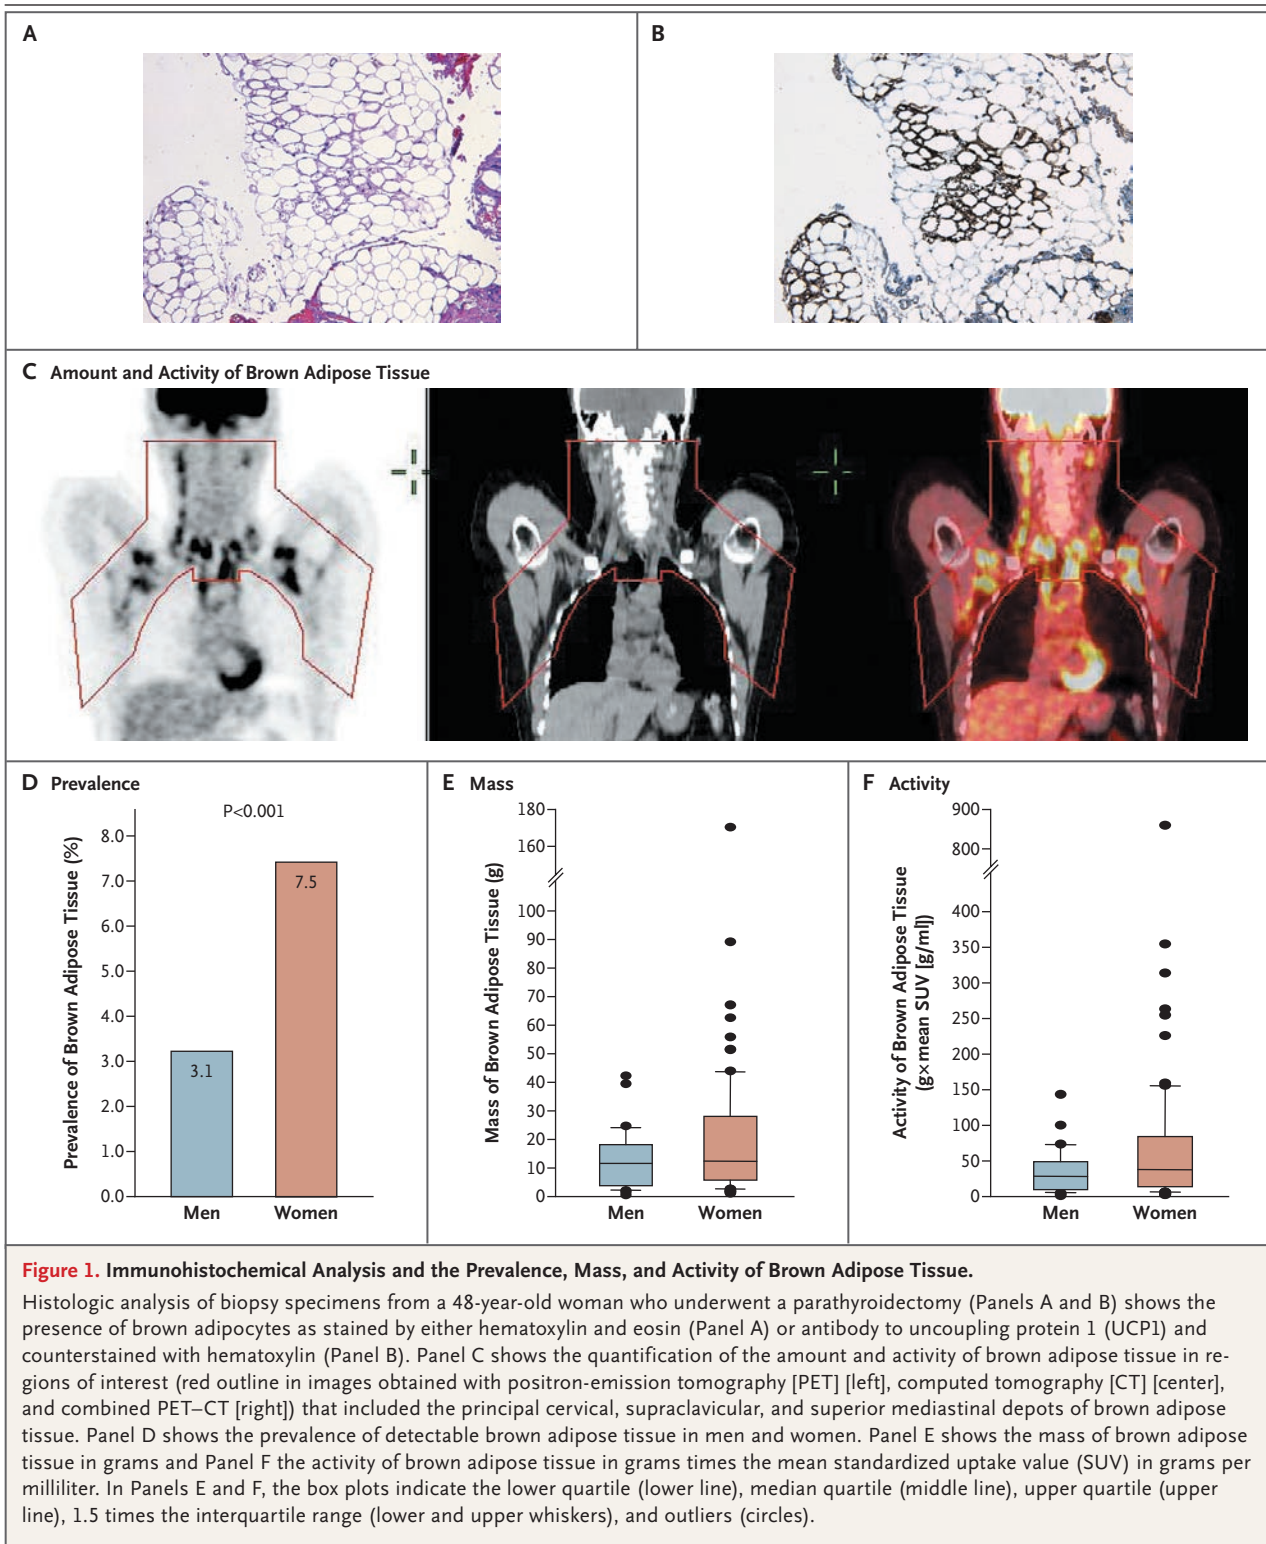 A
B
C Amount and Activity of Brown Adipose Tissue
D Prevalence
P<0.001
Prevalence of Brown Adipose Tissue (%)
8.0
7.0
6.0
5.0
4.0
3.0
2.0
1.0
0.0
3.1
7.5
Men
Women
E Mass
Mass of Brown Adipose Tissue (g)
180
160
100
90
80
70
60
50
40
30
20
10
0
Men
Women
F Activity
Activity of Brown Adipose Tissue
(g×mean SUV [g/ml])
900
800
400
350
300
250
200
150
100
50
0
Men
Women
Figure 1. Immunohistochemical Analysis and the Prevalence, Mass, and Activity of Brown Adipose Tissue.
Histologic analysis of biopsy specimens from a 48-year-old woman who underwent a parathyroidectomy (Panels A and B) shows the
presence of brown adipocytes as stained by either hematoxylin and eosin (Panel A) or antibody to uncoupling protein 1 (UCP1) and
counterstained with hematoxylin (Panel B). Panel C shows the quantification of the amount and activity of brown adipose tissue in re-
gions of interest (red outline in images obtained with positron-emission tomography [PET] [left], computed tomography [CT] [center],
and combined PET–CT [right]) that included the principal cervical, supraclavicular, and superior mediastinal depots of brown adipose
tissue. Panel D shows the prevalence of detectable brown adipose tissue in men and women. Panel E shows the mass of brown adipose
tissue in grams and Panel F the activity of brown adipose tissue in grams times the mean standardized uptake value (SUV) in grams per
milliliter. In Panels E and F, the box plots indicate the lower quartile (lower line), median quartile (middle line), upper quartile (upper
line), 1.5 times the interquartile range (lower and upper whiskers), and outliers (circles).